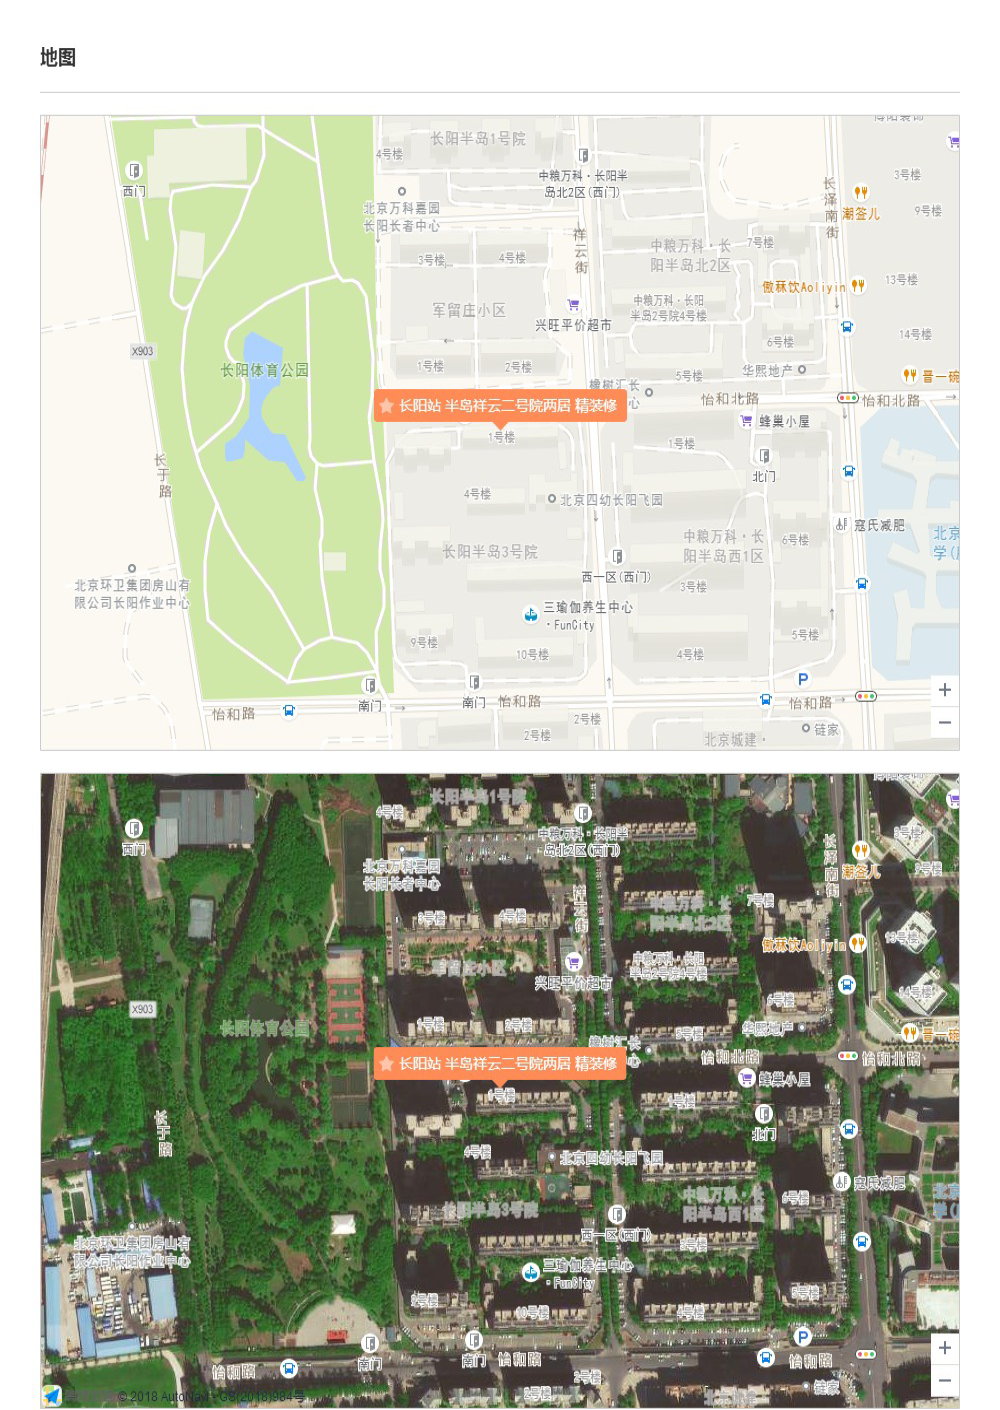 地图
博阳装饰
长阳半岛1号院
4号楼
中粮万科·长阳半
岛北2区(西门)
西门
北京万科嘉园
长阳长者中心
长泽南街
3号楼
潮荟儿
9号楼
祥云街
3号楼
4号楼
中粮万科·长
阳半岛北2区
7号楼
13号楼
傲秝饮Aoliyin
军留庄小区
中粮万科·长阳
半岛2号院4号楼
兴旺平价超市
14号楼
6号楼
X903
1号楼
2号楼
5号楼
华熙地产
长阳体育公园
晋一碗
橡树汇长
心
怡和北路
怡和北路
长阳站 半岛祥云二号院两居 精装修
蜂巢小屋
1号楼
1号楼
北门
长于路
4号楼
北京四幼长阳飞园
寇氏减肥
北京
学(
长阳半岛3号院
中粮万科·长
阳半岛西1区
6号楼
西一区(西门)
3号楼
北京环卫集团房山有
限公司长阳作业中心
三瑜伽养生中心
·FunCity
9号楼
10号楼
4号楼
5号楼
P
南门
南门
怡和路
怡和路
怡和路
2号楼
2号楼
北京城建·
链家
+
−
长阳半岛1号院
4号楼
中粮万科·长阳半
岛北2区(西门)
西门
北京万科嘉园
长阳长者中心
长泽南街
3号楼
潮荟儿
9号楼
祥云街
3号楼
4号楼
中粮万科·长
阳半岛北2区
7号楼
13号楼
傲秝饮Aoliyin
军留庄小区
中粮万科·长阳
半岛2号院4号楼
兴旺平价超市
14号楼
6号楼
X903
1号楼
2号楼
5号楼
华熙地产
长阳体育公园
晋一碗
橡树汇长
心
怡和北路
怡和北路
长阳站 半岛祥云二号院两居 精装修
蜂巢小屋
1号楼
1号楼
北门
长于路
4号楼
北京四幼长阳飞园
寇氏减肥
北京
学(
长阳半岛3号院
中粮万科·长
阳半岛西1区
6号楼
西一区(西门)
3号楼
北京环卫集团房山有
限公司长阳作业中心
三瑜伽养生中心
·FunCity
9号楼
10号楼
4号楼
5号楼
P
南门
南门
怡和路
怡和路
怡和路
2号楼
2号楼
北京城建
链家
+
−
© 2018 AutoNavi - GS(2018)984号